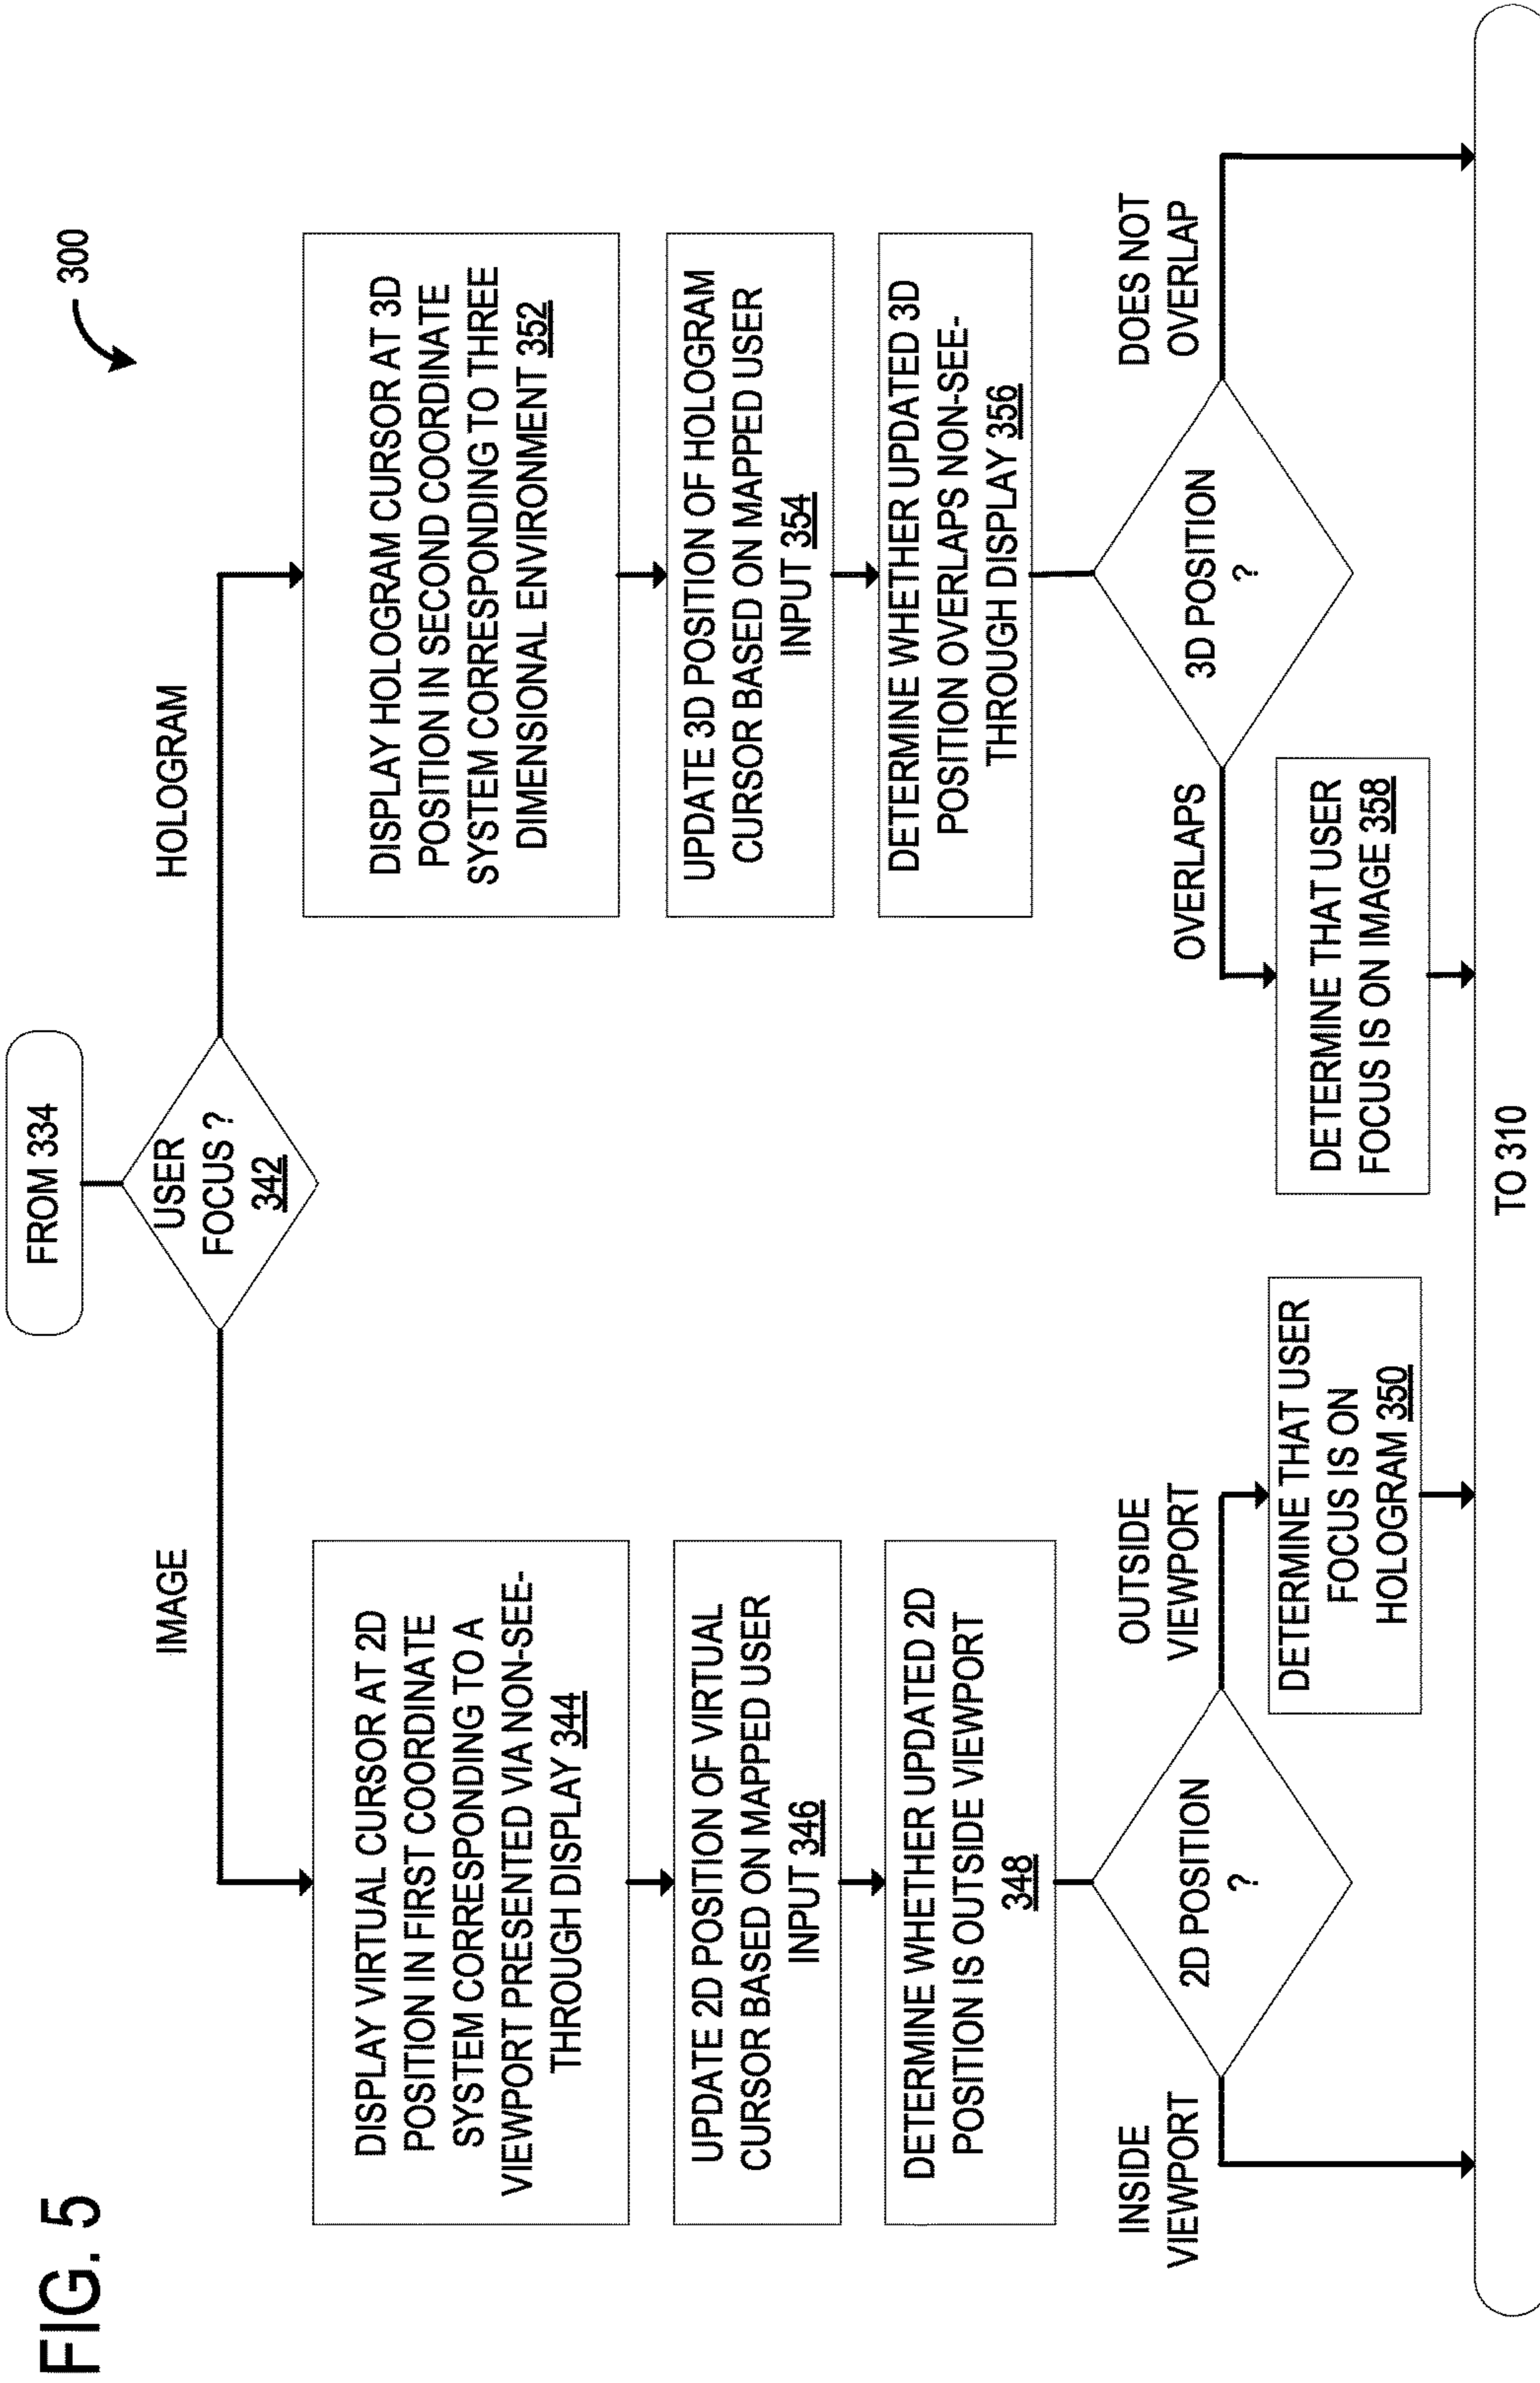 FIG. 5
300
FROM 334
USER
FOCUS ?
342
IMAGE
HOLOGRAM
DISPLAY VIRTUAL CURSOR AT 2D
POSITION IN FIRST COORDINATE
SYSTEM CORRESPONDING TO A
VIEWPORT PRESENTED VIA NON-SEE-
THROUGH DISPLAY 344
UPDATE 2D POSITION OF VIRTUAL
CURSOR BASED ON MAPPED USER
INPUT 346
DETERMINE WHETHER UPDATED 2D
POSITION IS OUTSIDE VIEWPORT
348
2D POSITION
?
INSIDE
VIEWPORT
OUTSIDE
VIEWPORT
DETERMINE THAT USER
FOCUS IS ON
HOLOGRAM 350
DISPLAY HOLOGRAM CURSOR AT 3D
POSITION IN SECOND COORDINATE
SYSTEM CORRESPONDING TO THREE
DIMENSIONAL ENVIRONMENT 352
UPDATE 3D POSITION OF HOLOGRAM
CURSOR BASED ON MAPPED USER
INPUT 354
DETERMINE WHETHER UPDATED 3D
POSITION OVERLAPS NON-SEE-
THROUGH DISPLAY 356
3D POSITION
?
OVERLAPS
DOES NOT
OVERLAP
DETERMINE THAT USER
FOCUS IS ON IMAGE 358
TO 310